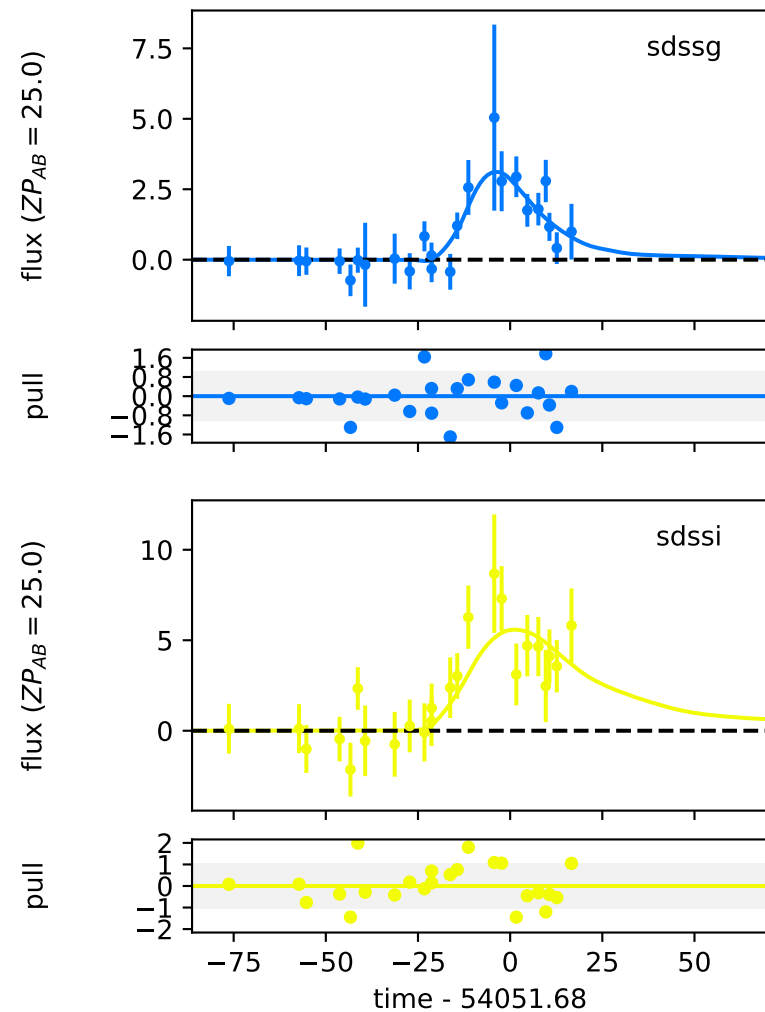 flux (ZP_AB = 25.0)
7.5
5.0
2.5
0.0
sdssg
pull
1.6
0.8
0.0
−0.8
−1.6
flux (ZP_AB = 25.0)
10
5
0
sdssi
pull
2
1
0
−1
−2
−75 −50 −25 0 25 50
time - 54051.68